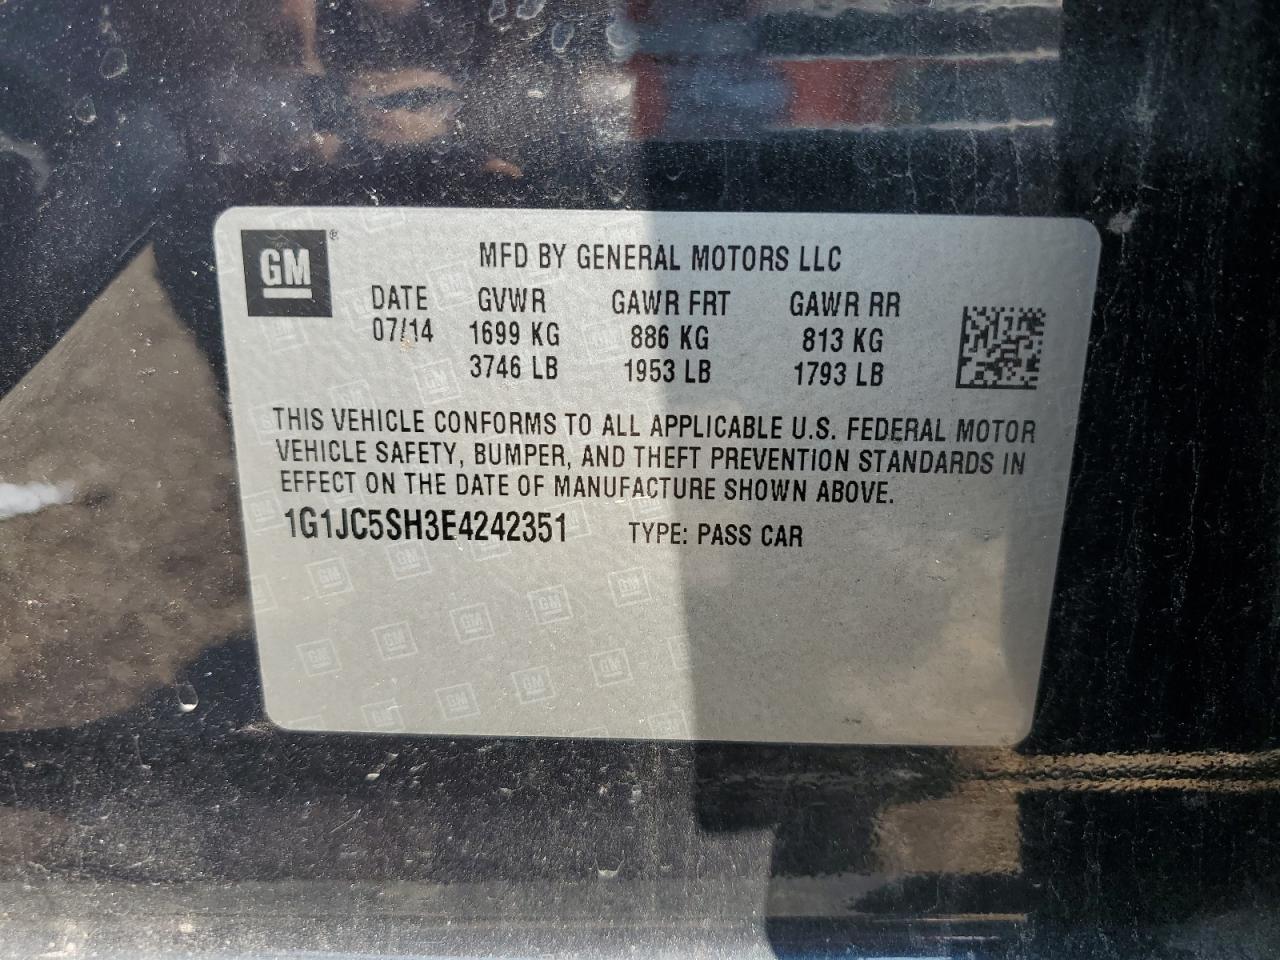 GM®
MFD BY GENERAL MOTORS LLC
DATE GVWR GAWR FRT GAWR RR
07/14 1699 KG 886 KG 813 KG
3746 LB 1953 LB 1793 LB
THIS VEHICLE CONFORMS TO ALL APPLICABLE U.S. FEDERAL MOTOR
VEHICLE SAFETY, BUMPER, AND THEFT PREVENTION STANDARDS IN
EFFECT ON THE DATE OF MANUFACTURE SHOWN ABOVE.
1G1JC5SH3E4242351 TYPE: PASS CAR